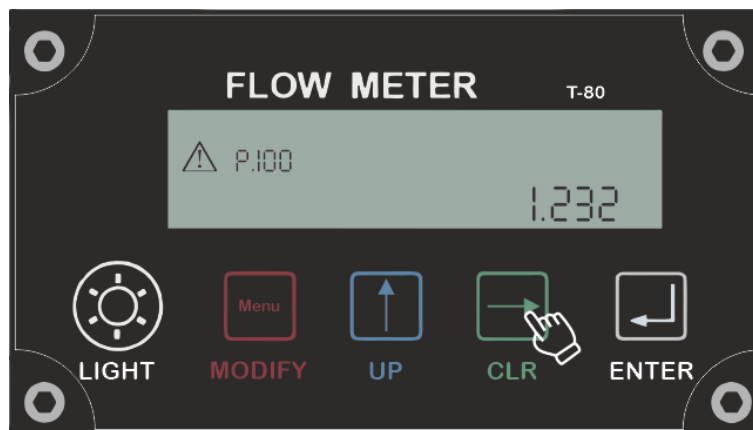 FLOW METER T-80
P.100
1.232
Menu
LIGHT MODIFY UP CLR ENTER